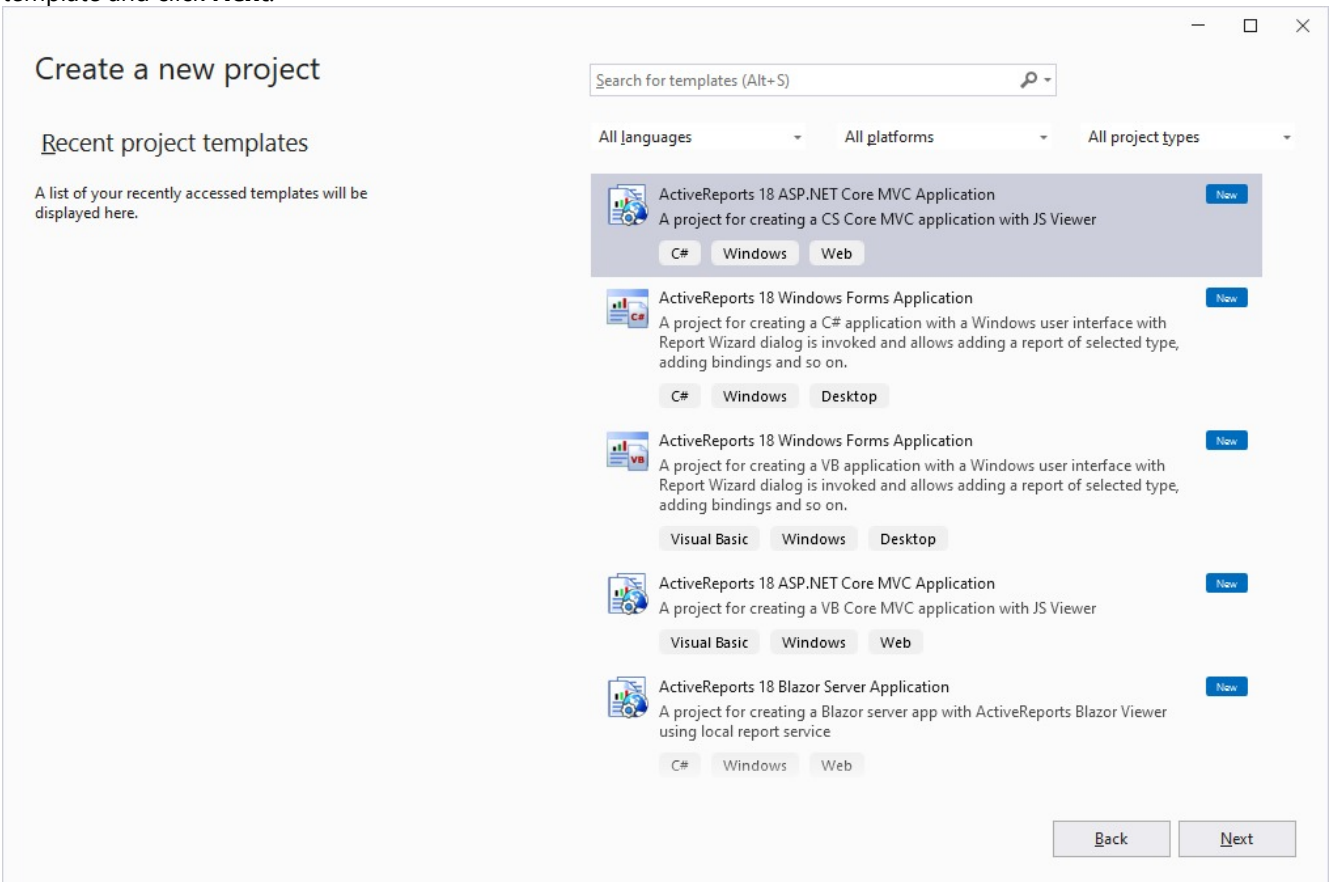 template and click Next.
Create a new project
Search for templates (Alt+S)
Recent project templates
All languages
All platforms
All project types
A list of your recently accessed templates will be
displayed here.
ActiveReports 18 ASP.NET Core MVC Application
New
A project for creating a CS Core MVC application with JS Viewer
C#
Windows
Web
ActiveReports 18 Windows Forms Application
New
A project for creating a C# application with a Windows user interface with
Report Wizard dialog is invoked and allows adding a report of selected type,
adding bindings and so on.
C#
Windows
Desktop
ActiveReports 18 Windows Forms Application
New
A project for creating a VB application with a Windows user interface with
Report Wizard dialog is invoked and allows adding a report of selected type,
adding bindings and so on.
Visual Basic
Windows
Desktop
ActiveReports 18 ASP.NET Core MVC Application
New
A project for creating a VB Core MVC application with JS Viewer
Visual Basic
Windows
Web
ActiveReports 18 Blazor Server Application
New
A project for creating a Blazor server app with ActiveReports Blazor Viewer
using local report service
C#
Windows
Web
Back
Next